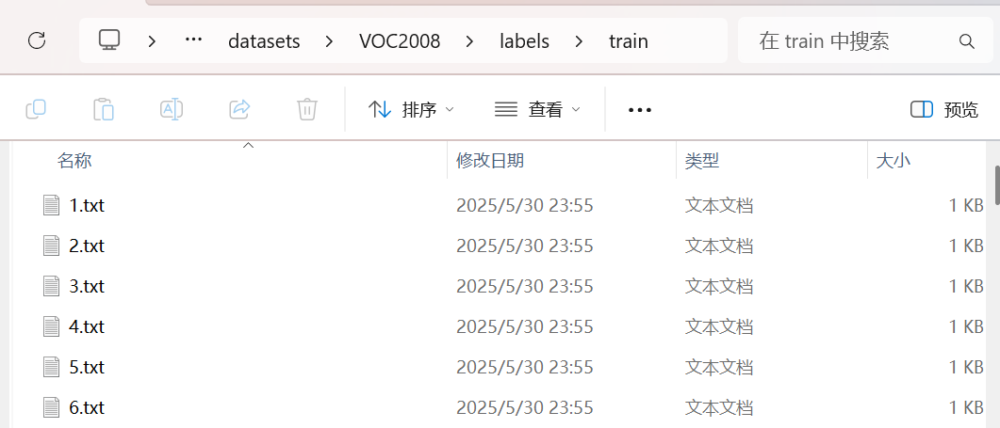 datasets > VOC2008 > labels > train 在 train 中搜索
排序 查看 ... 预览
名称 修改日期 类型 大小
1.txt 2025/5/30 23:55 文本文档 1 KB
2.txt 2025/5/30 23:55 文本文档 1 KB
3.txt 2025/5/30 23:55 文本文档 1 KB
4.txt 2025/5/30 23:55 文本文档 1 KB
5.txt 2025/5/30 23:55 文本文档 1 KB
6.txt 2025/5/30 23:55 文本文档 1 KB